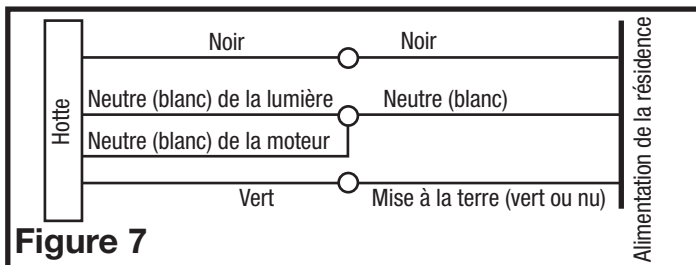 Hotte
Noir
Noir
Neutre (blanc) de la lumière
Neutre (blanc)
Neutre (blanc) de la moteur
Vert
Mise à la terre (vert ou nu)
Alimentation de la résidence
Figure 7